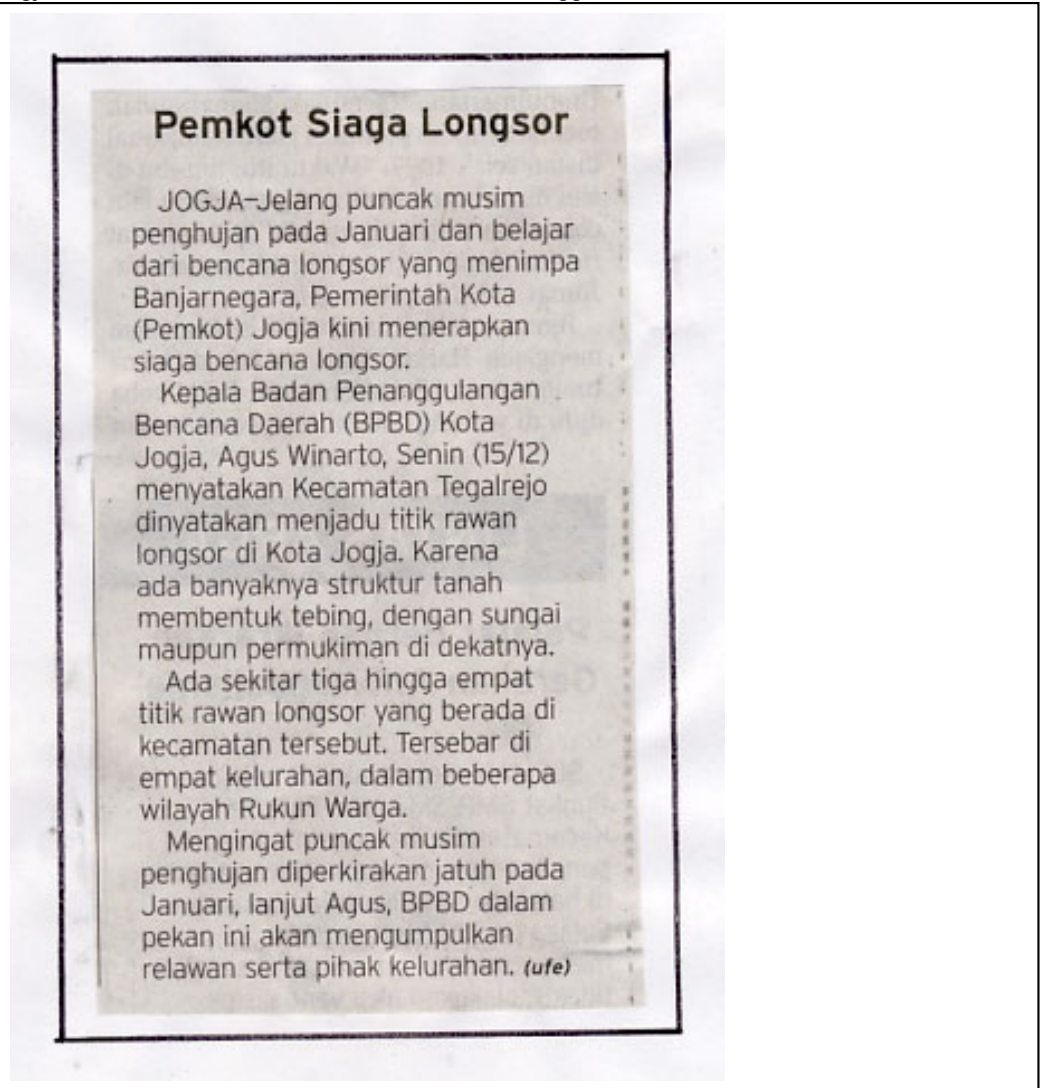 Pemkot Siaga Longsor
JOGJA–Jelang puncak musim
penghujan pada Januari dan belajar
dari bencana longsor yang menimpa
Banjarnegara, Pemerintah Kota
(Pemkot) Jogja kini menerapkan
siaga bencana longsor.
Kepala Badan Penanggulangan
Bencana Daerah (BPBD) Kota
Jogja, Agus Winarto, Senin (15/12)
menyatakan Kecamatan Tegalrejo
dinyatakan menjadu titik rawan
longsor di Kota Jogja. Karena
ada banyaknya struktur tanah
membentuk tebing, dengan sungai
maupun permukiman di dekatnya.
Ada sekitar tiga hingga empat
titik rawan longsor yang berada di
kecamatan tersebut. Tersebar di
empat kelurahan, dalam beberapa
wilayah Rukun Warga.
Mengingat puncak musim
penghujan diperkirakan jatuh pada
Januari, lanjut Agus, BPBD dalam
pekan ini akan mengumpulkan
relawan serta pihak kelurahan. (ufe)